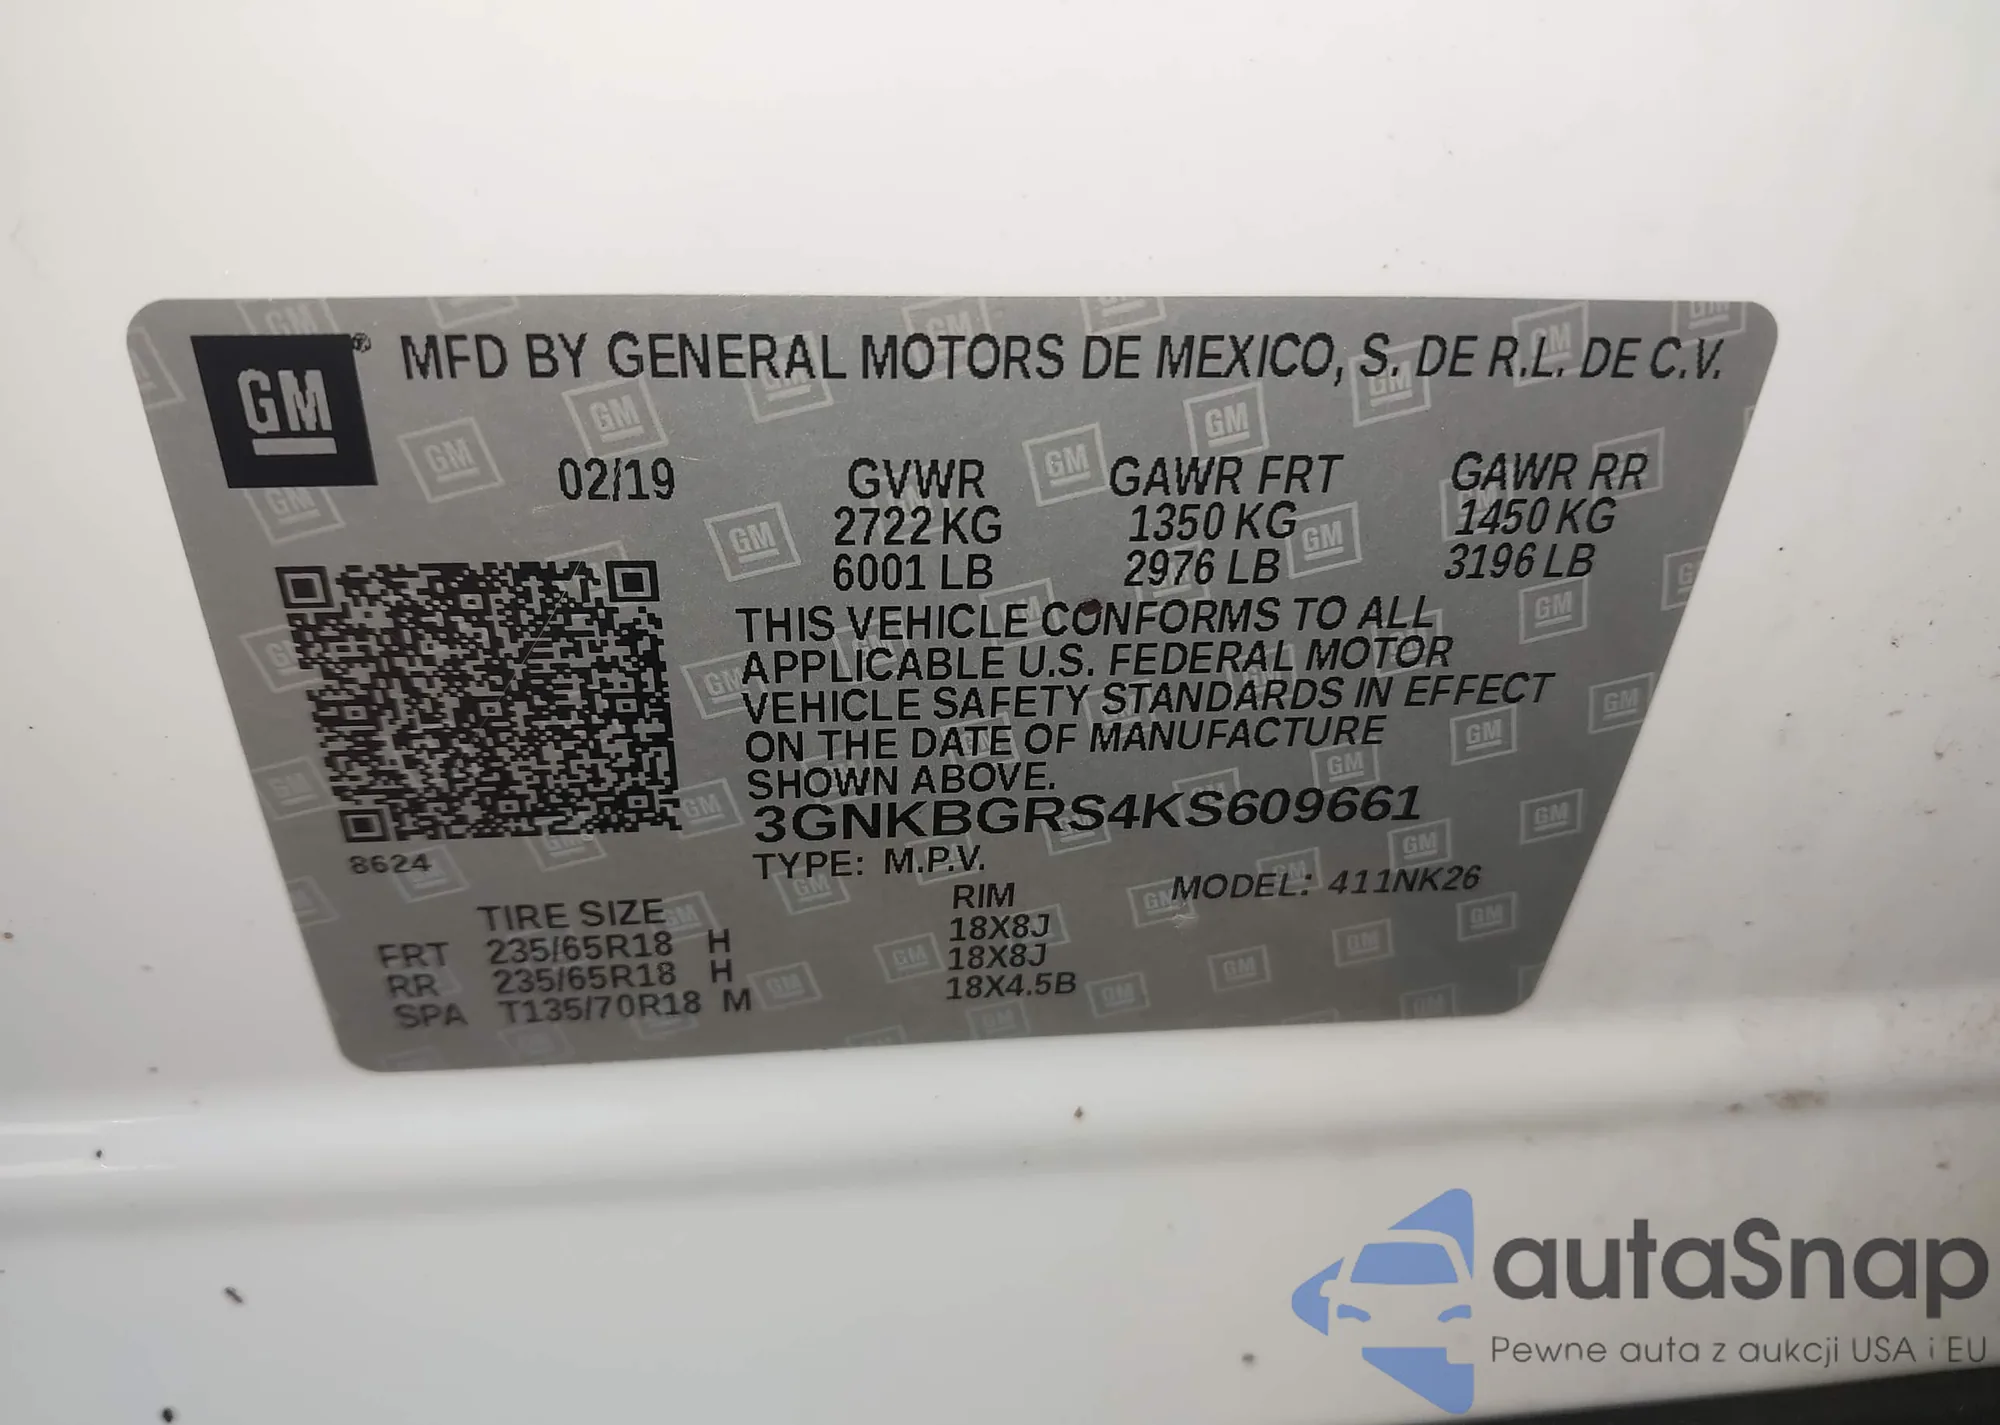 GM
® MFD BY GENERAL MOTORS DE MEXICO, S. DE R.L. DE C.V.
02/19 GVWR GAWR FRT GAWR RR
2722 KG 1350 KG 1450 KG
6001 LB 2976 LB 3196 LB
THIS VEHICLE CONFORMS TO ALL
APPLICABLE U.S. FEDERAL MOTOR
VEHICLE SAFETY STANDARDS IN EFFECT
ON THE DATE OF MANUFACTURE
SHOWN ABOVE.
3GNKBGRS4KS609661
8624
TYPE: M.P.V.
MODEL: 411NK26
TIRE SIZE RIM
FRT 235/65R18 H 18X8J
RR 235/65R18 H 18X8J
SPA T135/70R18 M 18X4.5B
autaSnap
Pewne auta z aukcji USA i EU